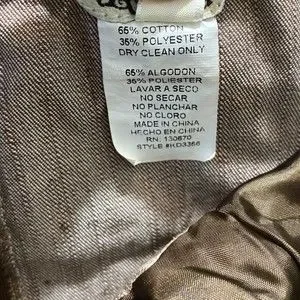 65% COTTON
35% POLYESTER
DRY CLEAN ONLY
65% ALGODON
35% POLIESTER
LAVAR A SECO
NO SECAR
NO PLANCHAR
NO CLORO
MADE IN CHINA
HECHO EN CHINA
RN: 130670
STYLE #KD3366